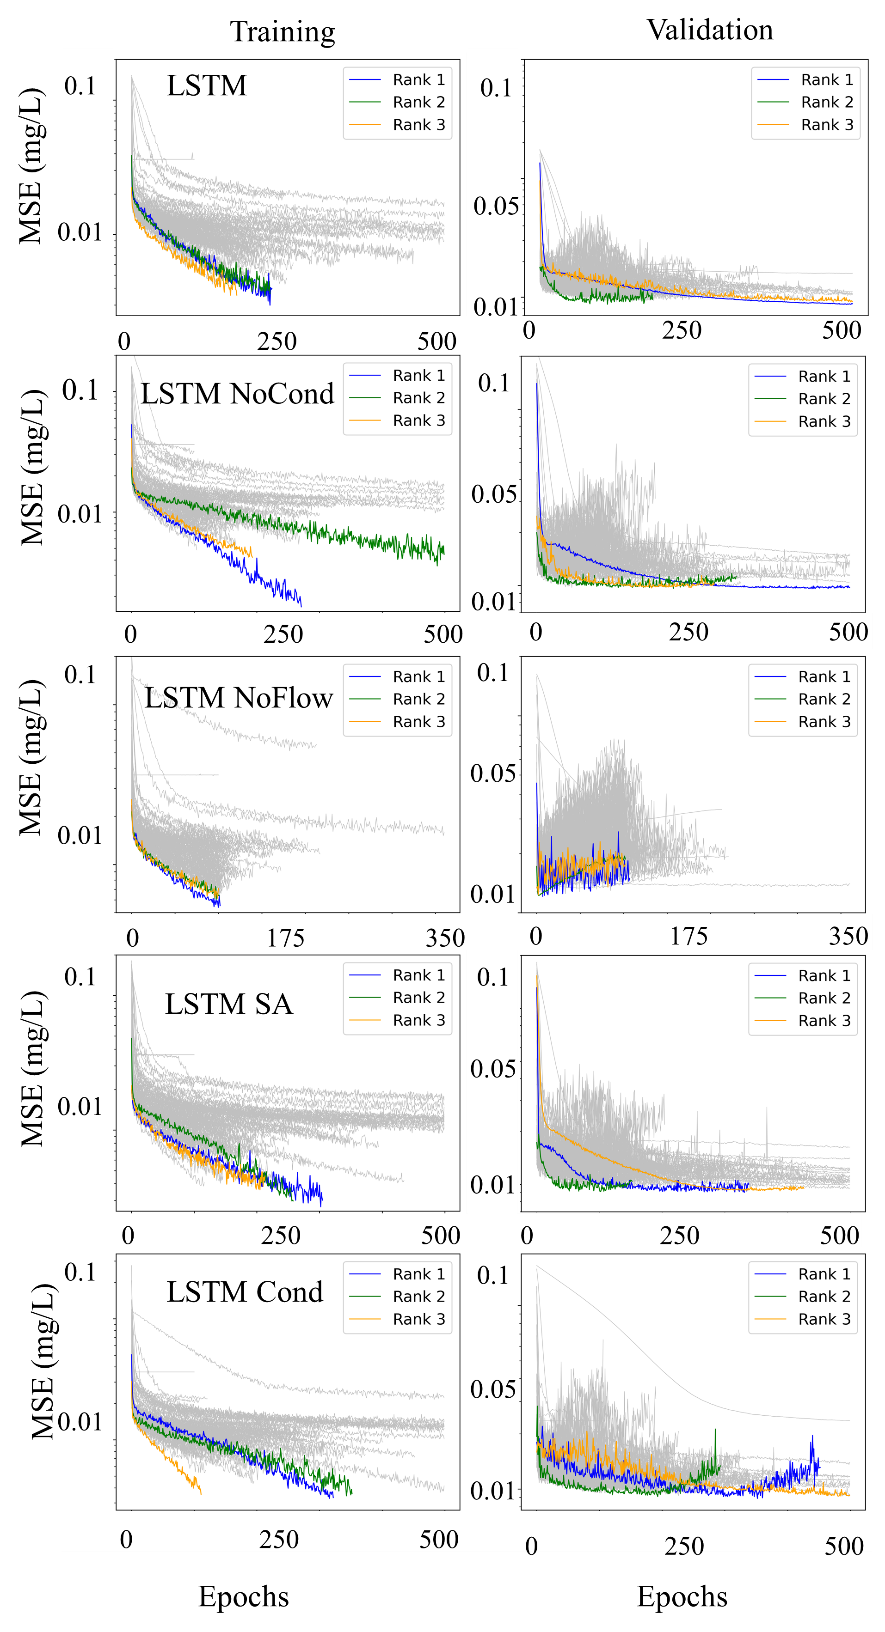 Training
Validation
MSE (mg/L)
0.1
0.01
LSTM
Rank 1
Rank 2
Rank 3
0
250
500
0.1
0.05
0.01
Rank 1
Rank 2
Rank 3
0
250
500
MSE (mg/L)
0.1
0.01
LSTM NoCond
Rank 1
Rank 2
Rank 3
0
250
500
0.1
0.05
0.01
Rank 1
Rank 2
Rank 3
0
250
500
MSE (mg/L)
0.1
0.01
LSTM NoFlow
Rank 1
Rank 2
Rank 3
0
175
350
0.1
0.05
0.01
Rank 1
Rank 2
Rank 3
0
175
350
MSE (mg/L)
0.1
0.01
LSTM SA
Rank 1
Rank 2
Rank 3
0
250
500
0.1
0.05
0.01
Rank 1
Rank 2
Rank 3
0
250
500
MSE (mg/L)
0.1
0.01
LSTM Cond
Rank 1
Rank 2
Rank 3
0
250
500
0.1
0.05
0.01
Rank 1
Rank 2
Rank 3
0
250
500
Epochs
Epochs